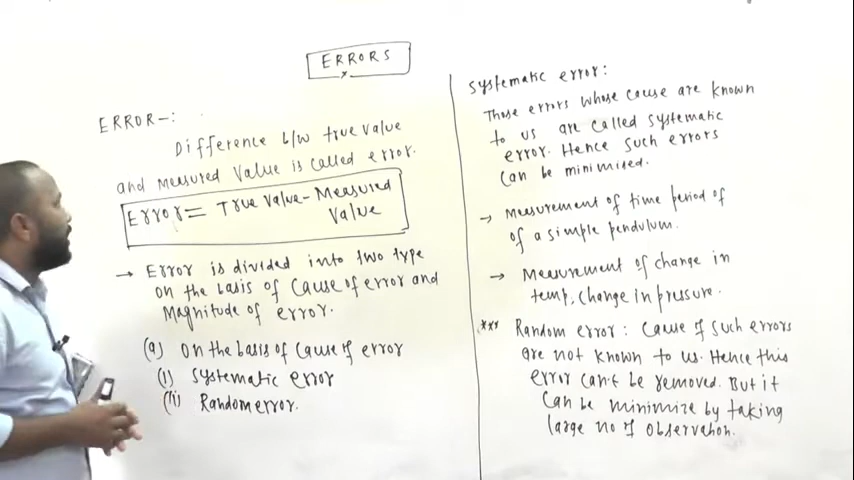 ERRORS
ERROR-:
Difference b/w true value
and measured value is called error.
Error = True value - Measured
Value
→ Error is divided into two type
on the basis of cause of error and
Magnitude of error.
(a) on the basis of cause of error
(i) systematic error
(ii) Random error.
systematic error:
Those errors whose cause are known
to us are called systematic
error. Hence such errors
can be minimised.
→ Measurement of time period of
of a simple pendulum.
→ Measurement of change in
temp, change in pressure.
*** Random error: cause of such errors
are not known to us. Hence this
error can't be removed. But it
can be minimize by taking
large no of observation.